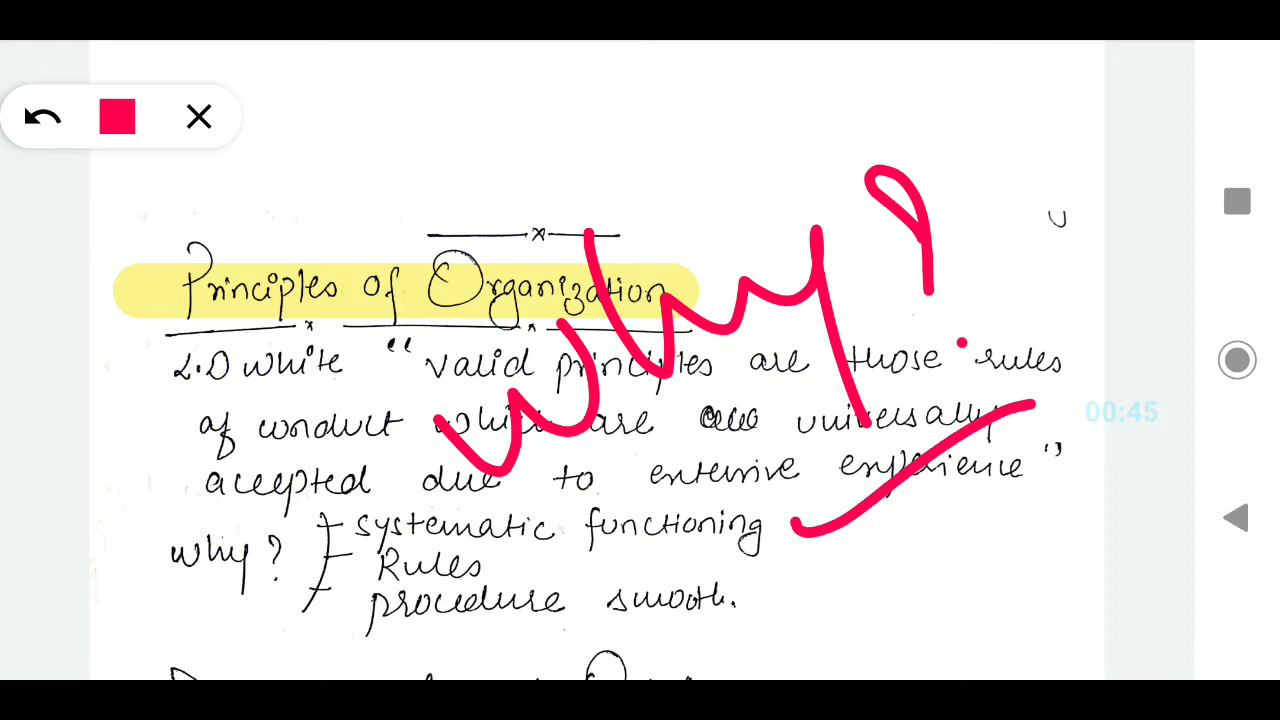 Principles of Organization
L.D White "valid principles are those rules
of conduct which are universally
accepted due to extensive experience"
why? systematic functioning
Rules
procedure smooth.
why?
00:45